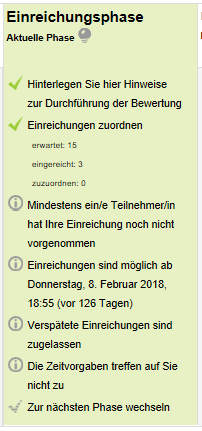 Einreichungsphase
Aktuelle Phase
Hinterlegen Sie hier Hinweise
zur Durchführung der Bewertung
Einreichungen zuordnen
erwartet: 15
eingereicht: 3
zuzuordnen: 0
Mindestens ein/e Teilnehmer/in
hat Ihre Einreichung noch nicht
vorgenommen
Einreichungen sind möglich ab
Donnerstag, 8. Februar 2018,
18:55 (vor 126 Tagen)
Verspätete Einreichungen sind
zugelassen
Die Zeitvorgaben treffen auf Sie
nicht zu
Zur nächsten Phase wechseln